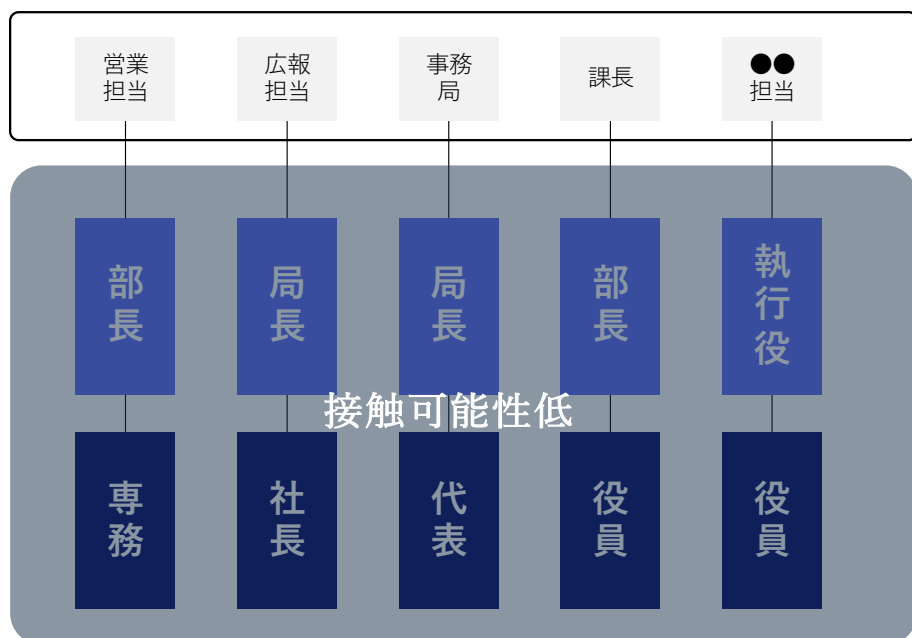 営業
担当
広報
担当
事務
局
課長
●●
担当
部長
局長
局長
部長
執行役
接触可能性低
専務
社長
代表
役員
役員